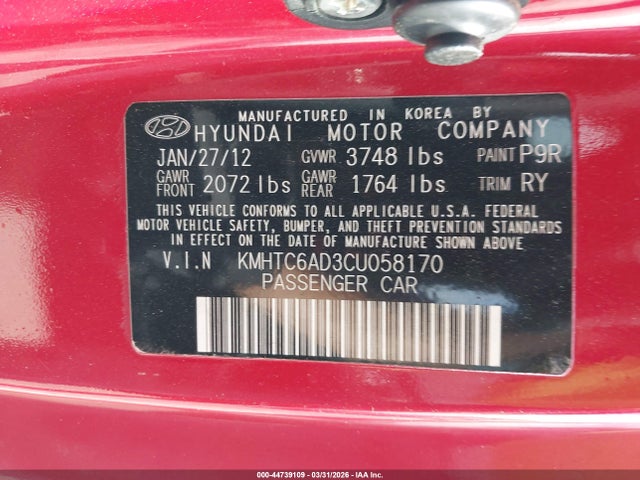 MANUFACTURED IN KOREA BY
HYUNDAI MOTOR COMPANY
JAN/27/12 GVWR 3748 lbs PAINT P9R
GAWR FRONT 2072 lbs GAWR REAR 1764 lbs TRIM RY
THIS VEHICLE CONFORMS TO ALL APPLICABLE U.S.A. FEDERAL
MOTOR VEHICLE SAFETY, BUMPER, AND THEFT PREVENTION STANDARDS
IN EFFECT ON THE DATE OF MANUFACTURE SHOWN ABOVE
V.I.N KMHTC6AD3CU058170
PASSENGER CAR
000-44739109 | 03/31/2026 | IAA Inc.